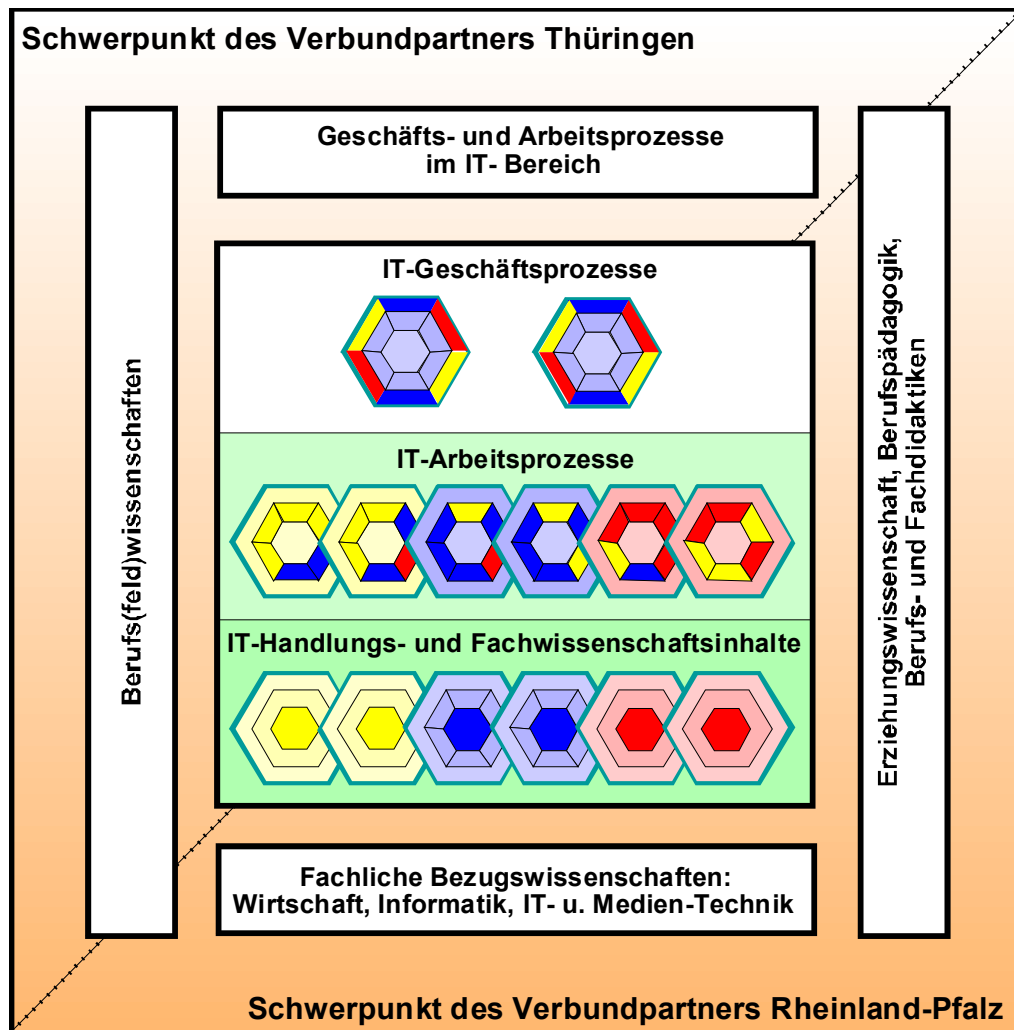 Schwerpunkt des Verbundpartners Thüringen
Berufs(feld)wissenschaften
Geschäfts- und Arbeitsprozesse
im IT- Bereich
IT-Geschäftsprozesse
IT-Arbeitsprozesse
IT-Handlungs- und Fachwissenschaftsinhalte
Erziehungswissenschaft, Berufspädagogik,
Berufs- und Fachdidaktiken
Fachliche Bezugswissenschaften:
Wirtschaft, Informatik, IT- u. Medien-Technik
Schwerpunkt des Verbundpartners Rheinland-Pfalz